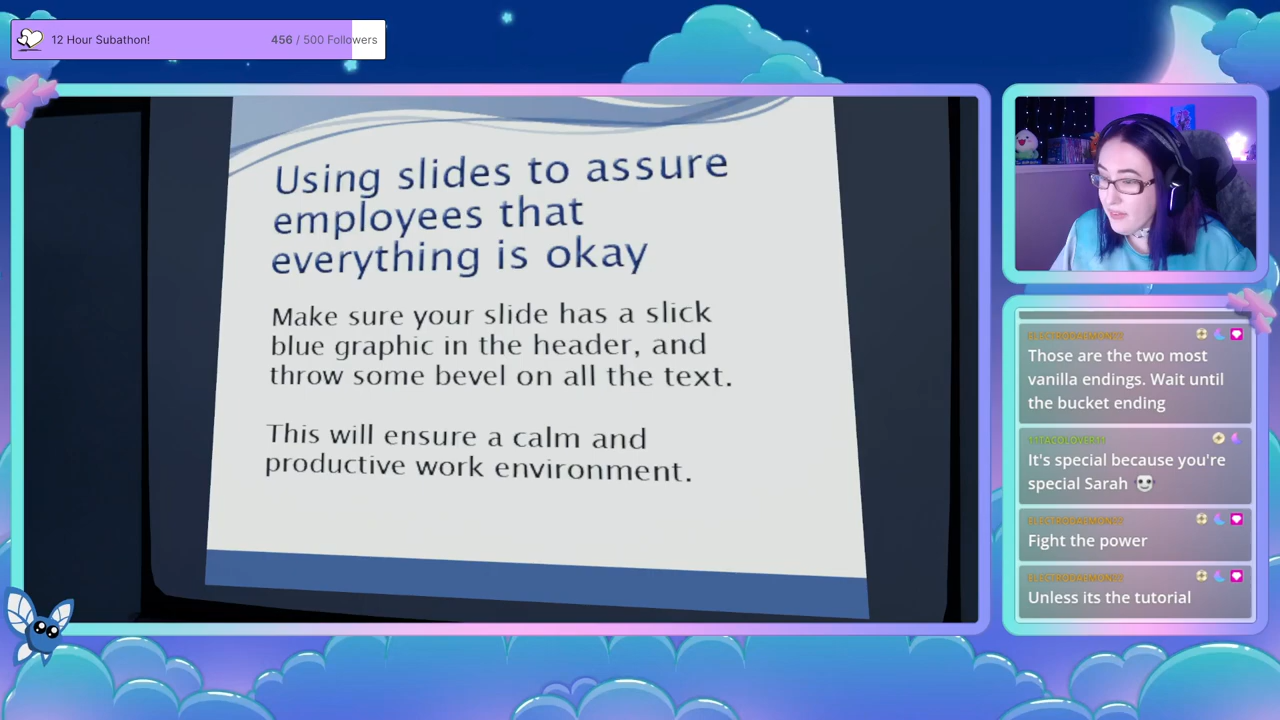 12 Hour Subathon!
456 / 500 Followers
Using slides to assure
employees that
everything is okay
Make sure your slide has a slick
blue graphic in the header, and
throw some bevel on all the text.
This will ensure a calm and
productive work environment.
Those are the two most
vanilla endings. Wait until
the bucket ending
It's special because you're
special Sarah
Fight the power
Unless its the tutorial